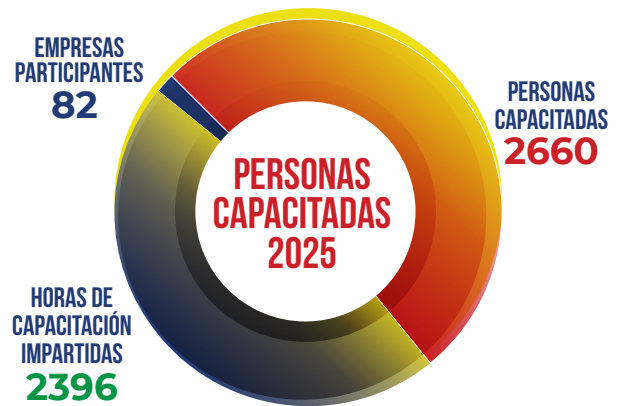 EMPRESAS
PARTICIPANTES
82
PERSONAS
CAPACITADAS
2660
PERSONAS
CAPACITADAS
2025
HORAS DE
CAPACITACIÓN
IMPARTIDAS
2396